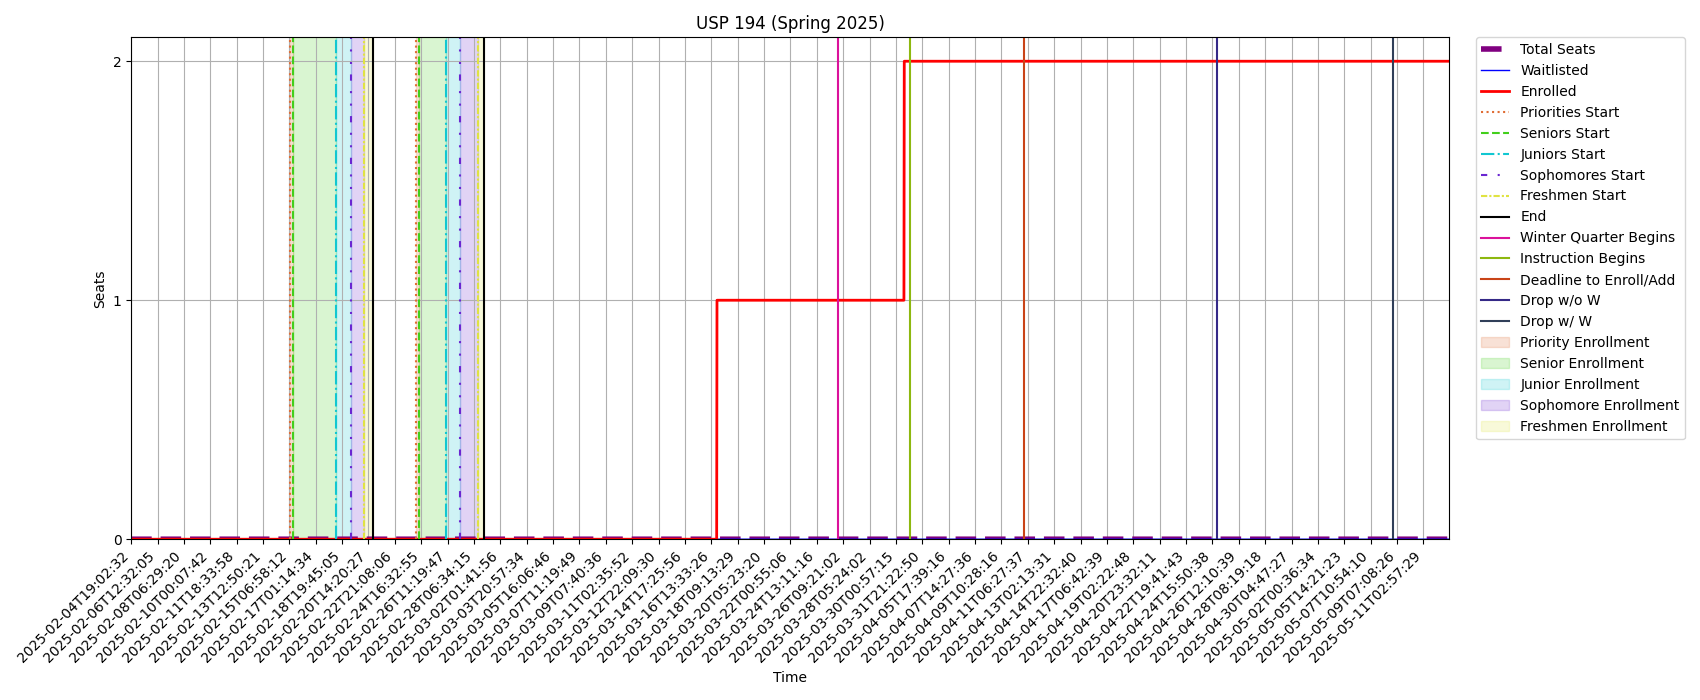 USP 194 (Spring 2025)
Seats
2
1
0
2025-02-04T19:02:32
2025-02-06T12:32:05
2025-02-08T06:29:20
2025-02-10T00:07:42
2025-02-11T18:33:58
2025-02-13T12:50:21
2025-02-15T06:58:12
2025-02-17T01:14:34
2025-02-18T19:45:05
2025-02-20T14:20:27
2025-02-22T21:08:06
2025-02-24T16:32:55
2025-02-26T11:19:47
2025-02-28T06:34:15
2025-03-02T01:41:56
2025-03-03T20:57:34
2025-03-05T16:06:46
2025-03-07T11:19:49
2025-03-09T07:40:36
2025-03-11T02:35:52
2025-03-12T22:09:30
2025-03-14T17:25:56
2025-03-16T13:33:26
2025-03-18T09:13:29
2025-03-20T05:23:20
2025-03-22T00:55:06
2025-03-24T13:11:16
2025-03-26T09:21:02
2025-03-28T05:24:02
2025-03-30T00:57:15
2025-03-31T21:22:50
2025-04-05T17:39:16
2025-04-07T14:27:36
2025-04-09T10:28:16
2025-04-11T06:27:37
2025-04-13T02:13:31
2025-04-14T22:32:40
2025-04-17T06:42:39
2025-04-19T02:22:48
2025-04-20T23:32:11
2025-04-22T19:41:43
2025-04-24T15:50:38
2025-04-26T12:10:39
2025-04-28T08:19:18
2025-04-30T04:47:27
2025-05-02T00:36:34
2025-05-05T14:21:23
2025-05-07T10:54:10
2025-05-09T07:08:26
2025-05-11T02:57:29
Time
Total Seats
Waitlisted
Enrolled
Priorities Start
Seniors Start
Juniors Start
Sophomores Start
Freshmen Start
End
Winter Quarter Begins
Instruction Begins
Deadline to Enroll/Add
Drop w/o W
Drop w/ W
Priority Enrollment
Senior Enrollment
Junior Enrollment
Sophomore Enrollment
Freshmen Enrollment